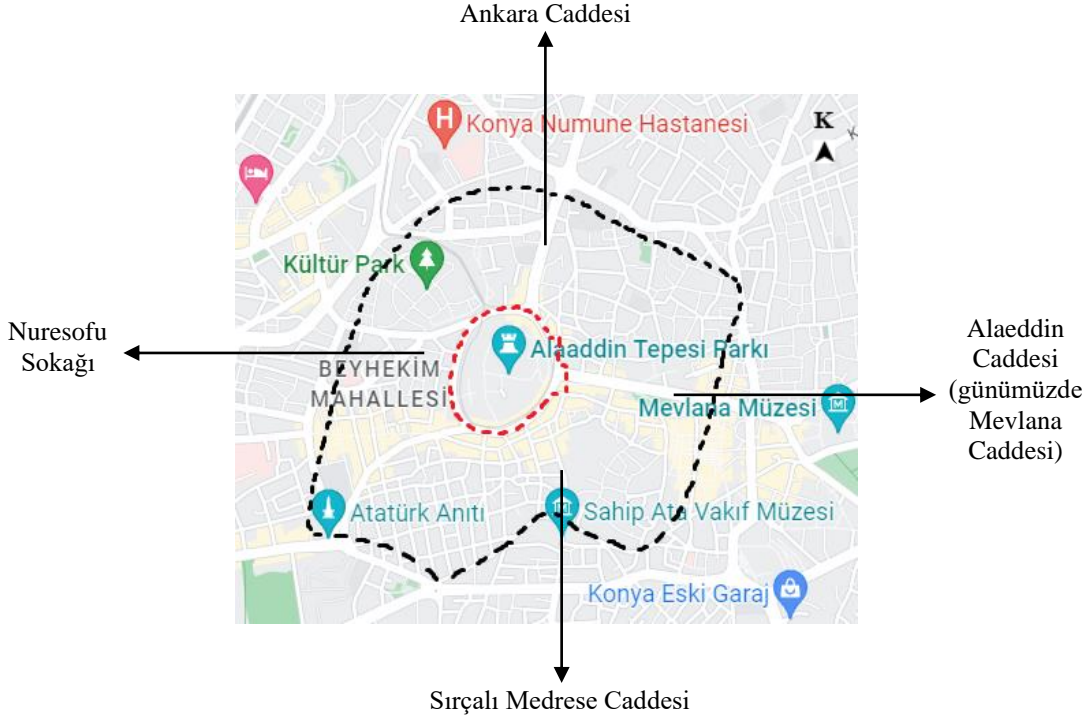 Ankara Caddesi
H Konya Numune Hastanesi
K
K
Kültür Park
Nuresofu
Sokağı
Alaaddin Tepesi Parkı
BEYHEKİM
MAHALLESİ
Mevlana Müzesi
Alaeddin
Caddesi
(günümüzde
Mevlana
Caddesi)
Atatürk Anıtı
Sahip Ata Vakıf Müzesi
Konya Eski Garaj
Sırçalı Medrese Caddesi